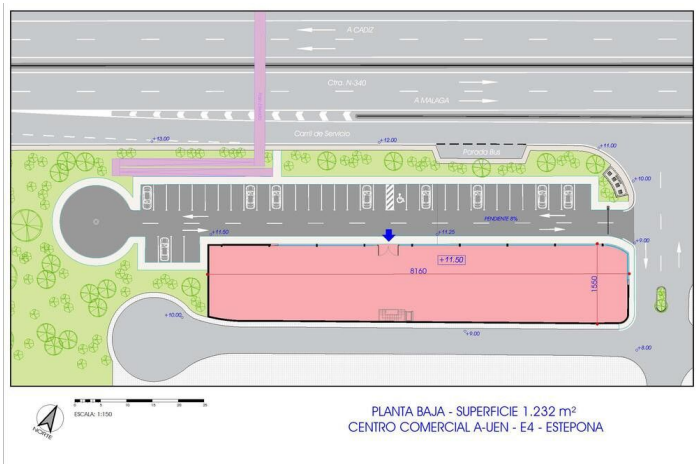 A CADIZ
Ctra. N-340
A MALAGA
Carril de Servicio
+13.00
+12.00
Parada Bus
+11.00
+10.00
PENDIENTE 8%
+11.50
+11.25
+9.00
+11.50
8160
1550
+10.00
+9.00
+8.00
NORTE
ESCALA: 1:150
PLANTA BAJA - SUPERFICIE 1.232 m²
CENTRO COMERCIAL A-UEN - E4 - ESTEPONA